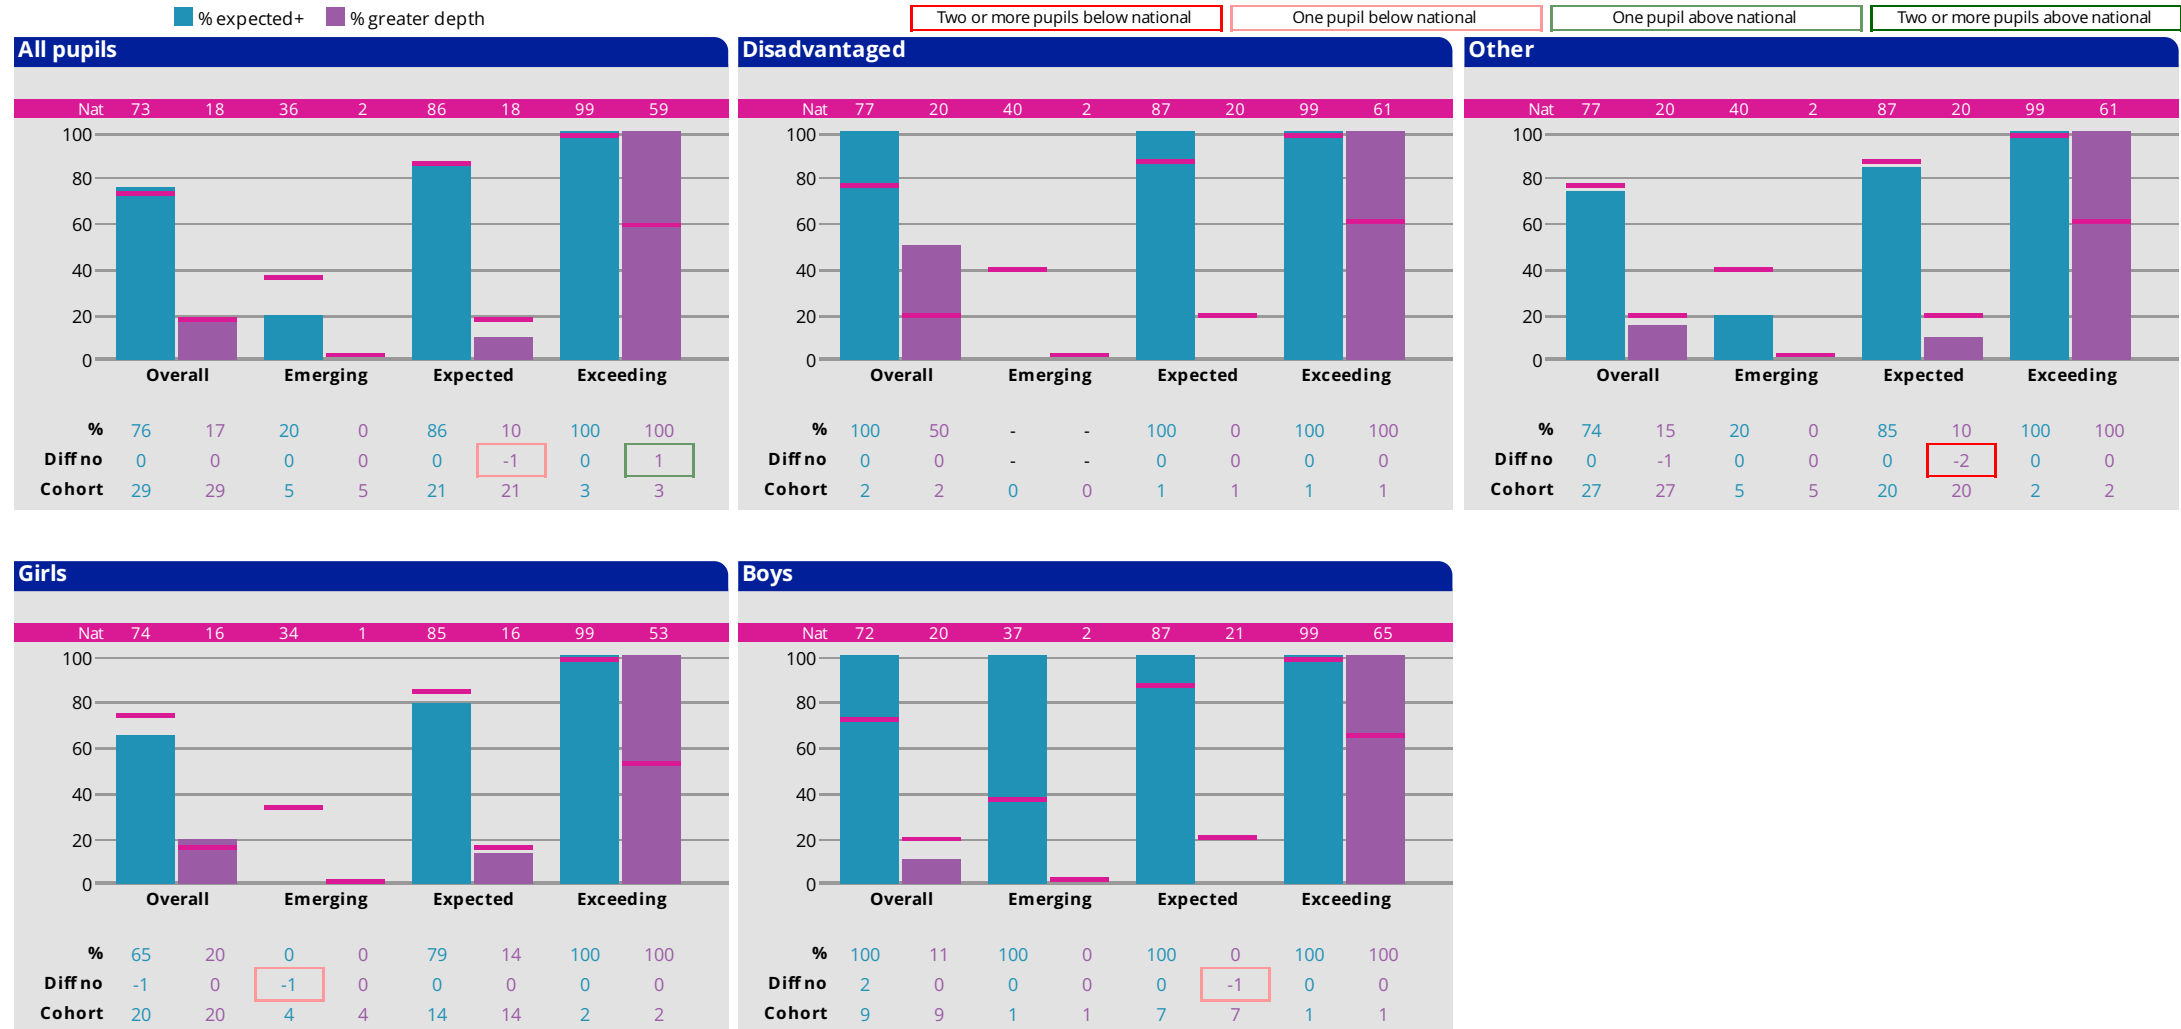 % expected+ % greater depth Two or more pupils below national One pupil below national One pupil above national Two or more pupils above national
All pupils
Nat 73 18 36 2 86 18 99 59
100
80
60
40
20
0
Overall Emerging Expected Exceeding
% 76 17 20 0 86 10 100 100
Diff no 0 0 0 0 0 -1 0 1
Cohort 29 29 5 5 21 21 3 3
Disadvantaged
Nat 77 20 40 2 87 20 99 61
100
80
60
40
20
0
Overall Emerging Expected Exceeding
% 100 50 - - 100 0 100 100
Diff no 0 0 - - 0 0 0 0
Cohort 2 2 0 0 1 1 1 1
Other
Nat 77 20 40 2 87 20 99 61
100
80
60
40
20
0
Overall Emerging Expected Exceeding
% 74 15 20 0 85 10 100 100
Diff no 0 -1 0 0 0 -2 0 0
Cohort 27 27 5 5 20 20 2 2
Girls
Nat 74 16 34 1 85 16 99 53
100
80
60
40
20
0
Overall Emerging Expected Exceeding
% 65 20 0 0 79 14 100 100
Diff no -1 0 -1 0 0 0 0 0
Cohort 20 20 4 4 14 14 2 2
Boys
Nat 72 20 37 2 87 21 99 65
100
80
60
40
20
0
Overall Emerging Expected Exceeding
% 100 11 100 0 100 0 100 100
Diff no 2 0 0 0 0 -1 0 0
Cohort 9 9 1 1 7 7 1 1